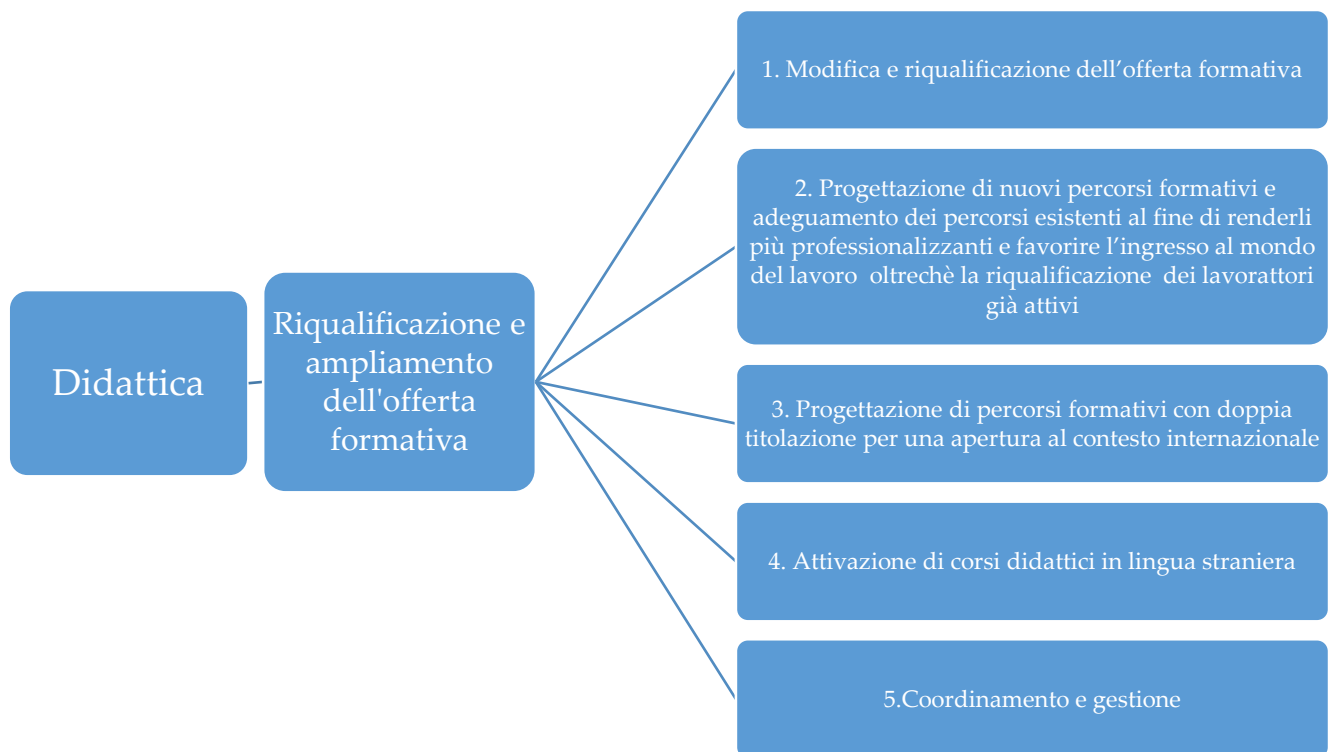 Didattica
Riqualificazione e
ampliamento
dell'offerta
formativa
1. Modifica e riqualificazione dell’offerta formativa
2. Progettazione di nuovi percorsi formativi e
adeguamento dei percorsi esistenti al fine di renderli
più professionalizzanti e favorire l’ingresso al mondo
del lavoro oltrechè la riqualificazione dei lavorattori
già attivi
3. Progettazione di percorsi formativi con doppia
titolazione per una apertura al contesto internazionale
4. Attivazione di corsi didattici in lingua straniera
5.Coordinamento e gestione